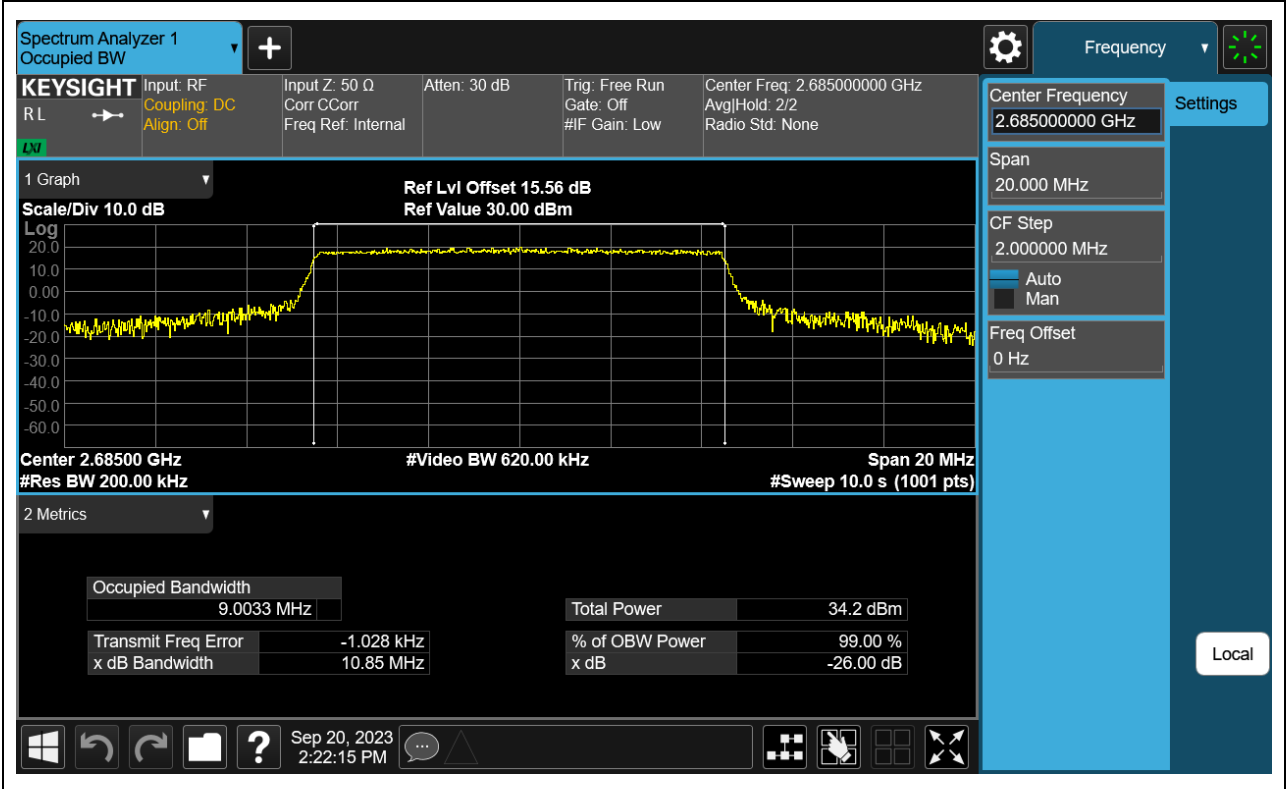 Spectrum Analyzer 1
Occupied BW
+
Frequency
KEYSIGHT
R L
LXI
Input: RF
Coupling: DC
Align: Off
Input Z: 50 Ω
Corr CCorr
Freq Ref: Internal
Atten: 30 dB
Trig: Free Run
Gate: Off
#IF Gain: Low
Center Freq: 2.685000000 GHz
Avg|Hold: 2/2
Radio Std: None
Center Frequency
2.685000000 GHz
Settings
Span
20.000 MHz
CF Step
2.000000 MHz
Auto
Man
Freq Offset
0 Hz
1 Graph
Scale/Div 10.0 dB
Ref Lvl Offset 15.56 dB
Ref Value 30.00 dBm
Log
20.0
10.0
0.00
-10.0
-20.0
-30.0
-40.0
-50.0
-60.0
Center 2.68500 GHz
#Video BW 620.00 kHz
Span 20 MHz
#Res BW 200.00 kHz
#Sweep 10.0 s (1001 pts)
2 Metrics
Occupied Bandwidth
9.0033 MHz
Total Power 34.2 dBm
Transmit Freq Error -1.028 kHz
% of OBW Power 99.00 %
x dB Bandwidth 10.85 MHz
x dB -26.00 dB
Local
?
Sep 20, 2023
2:22:15 PM